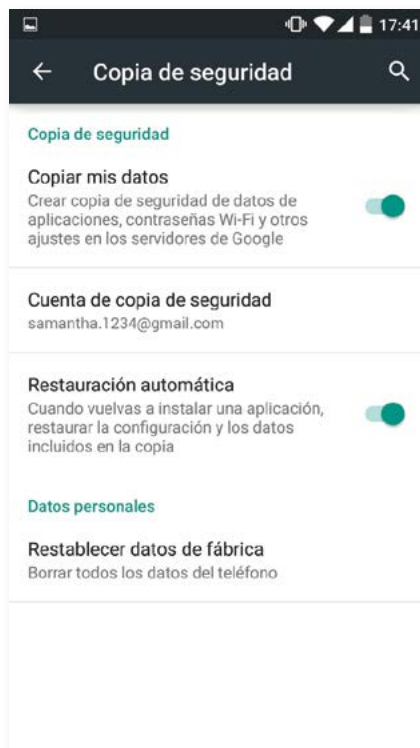 17:41
Copia de seguridad
Copia de seguridad
Copiar mis datos
Crear copia de seguridad de datos de
aplicaciones, contraseñas Wi-Fi y otros
ajustes en los servidores de Google
Cuenta de copia de seguridad
samantha.1234@gmail.com
Restauración automática
Cuando vuelvas a instalar una aplicación,
restaurar la configuración y los datos
incluidos en la copia
Datos personales
Restablecer datos de fábrica
Borrar todos los datos del teléfono